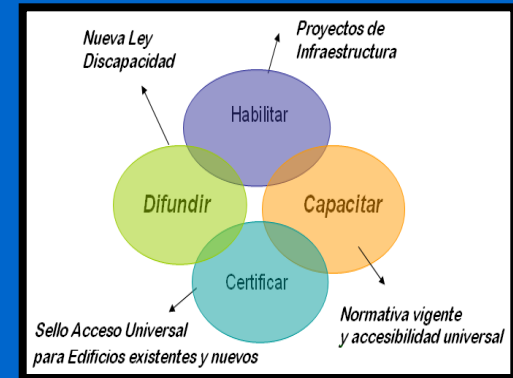 Nueva Ley
Discapacidad
Proyectos de
Infraestructura
Habilitar
Difundir
Capacitar
Certificar
Sello Acceso Universal
para Edificios existentes y nuevos
Normativa vigente
y accesibilidad universal